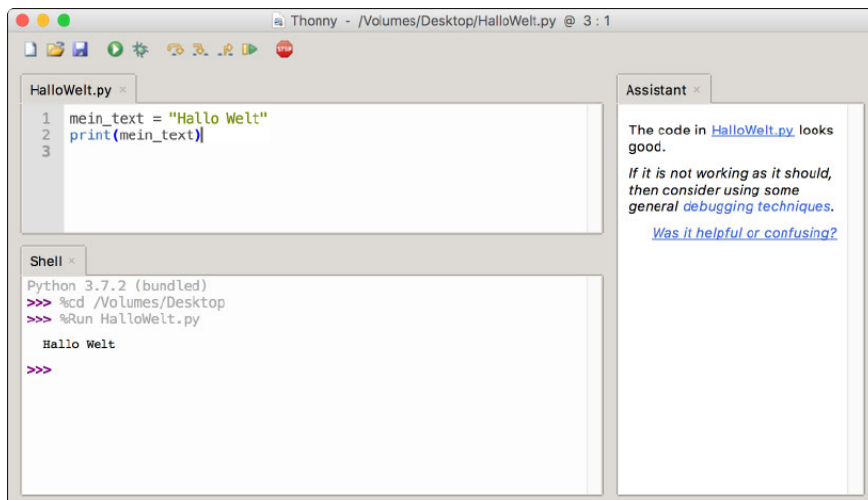 Thonny - /Volumes/Desktop/HalloWelt.py @ 3 : 1
STOP
HalloWelt.py ×
1 mein_text = "Hallo Welt"
2 print(mein_text)
3
Shell ×
Python 3.7.2 (bundled)
>>> %cd /Volumes/Desktop
>>> %Run HalloWelt.py
Hallo Welt
>>>
Assistant ×
The code in HalloWelt.py looks
good.
If it is not working as it should,
then consider using some
general debugging techniques.
Was it helpful or confusing?